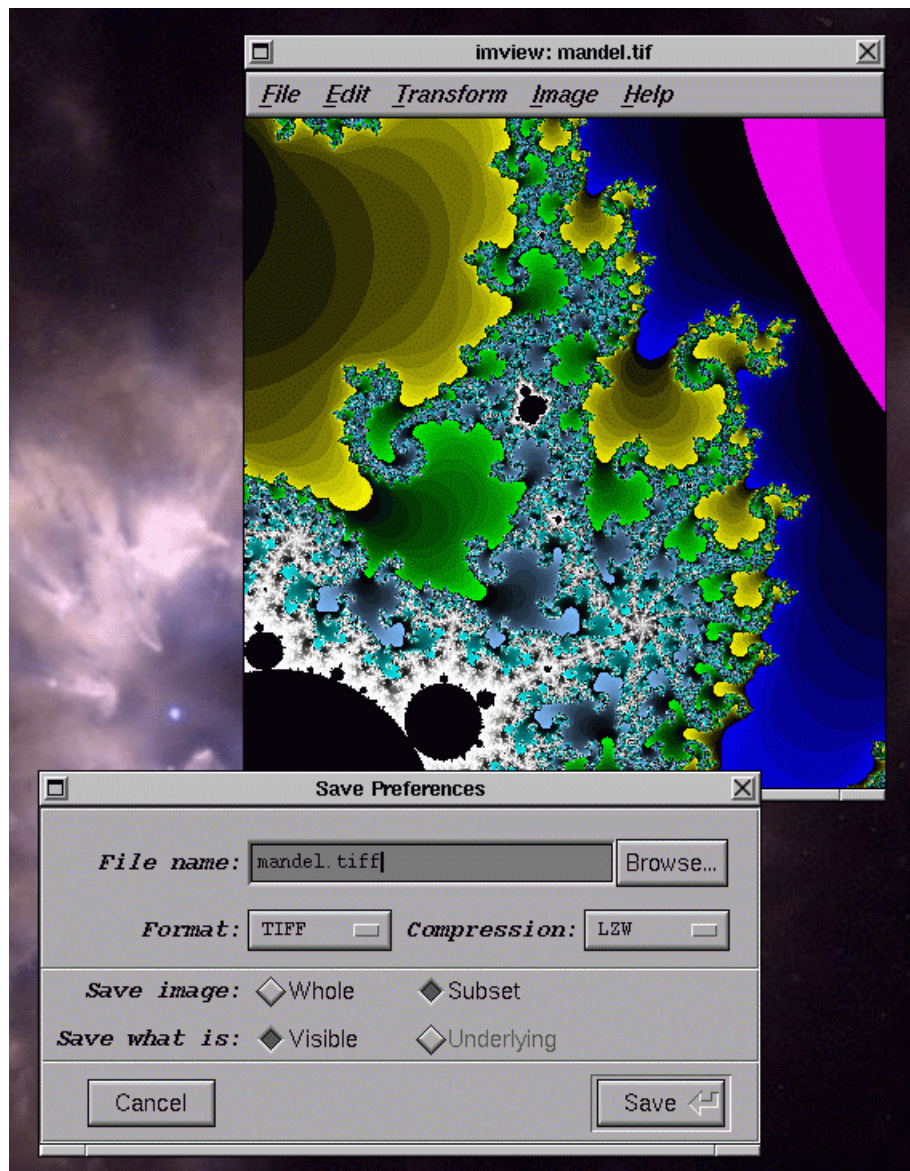 imview: mandel.tif
File Edit Transform Image Help
Save Preferences
File name: mandel.tiff Browse...
Format: TIFF Compression: LZW
Save image: Whole Subset
Save what is: Visible Underlying
Cancel Save